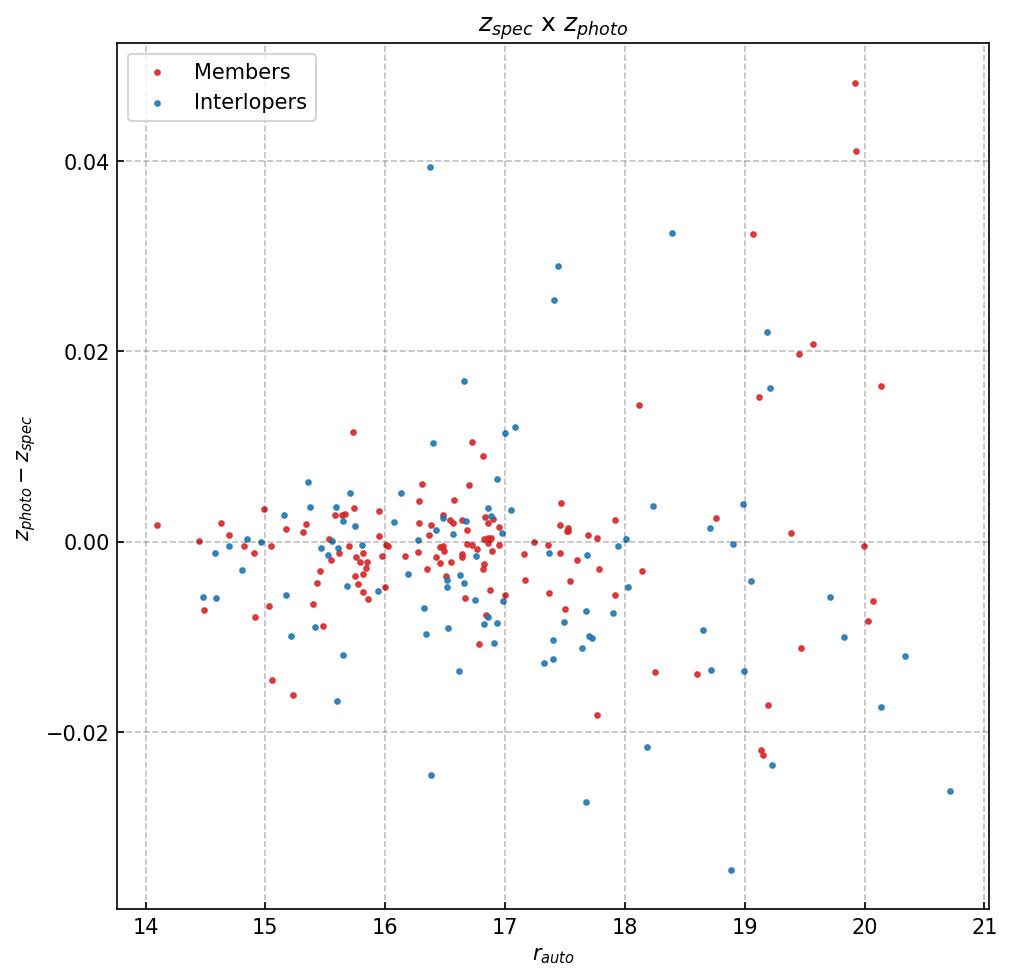 z_spec x z_photo
Members
Interlopers
0.04
0.02
0.00
−0.02
z_photo − z_spec
14 15 16 17 18 19 20 21
r_auto